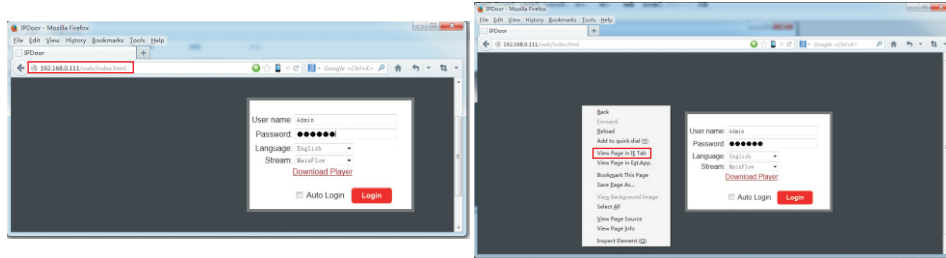 IPDoor - Mozilla Firefox
File Edit View History Bookmarks Tools Help
IPDoor
192.168.0.111/web/index.html
Google <Ctrl+K>
User name: Admin
Password: ●●●●●●
Language: English
Stream: MainFlow
Download Player
Auto Login Login
IPDoor - Mozilla Firefox
File Edit View History Bookmarks Tools Help
IPDoor
192.168.0.111/web/index.html
Google <Ctrl+K>
Back
Forward
Reload
Add to quick dial (Y)
View Page in IE Tab
View Page in Ext.App.
Bookmark This Page
Save Page As...
View Background Image
Select All
View Page Source
View Page Info
Inspect Element (Q)
User name: Admin
Password: ●●●●●●
Language: English
Stream: MainFlow
Download Player
Auto Login Login